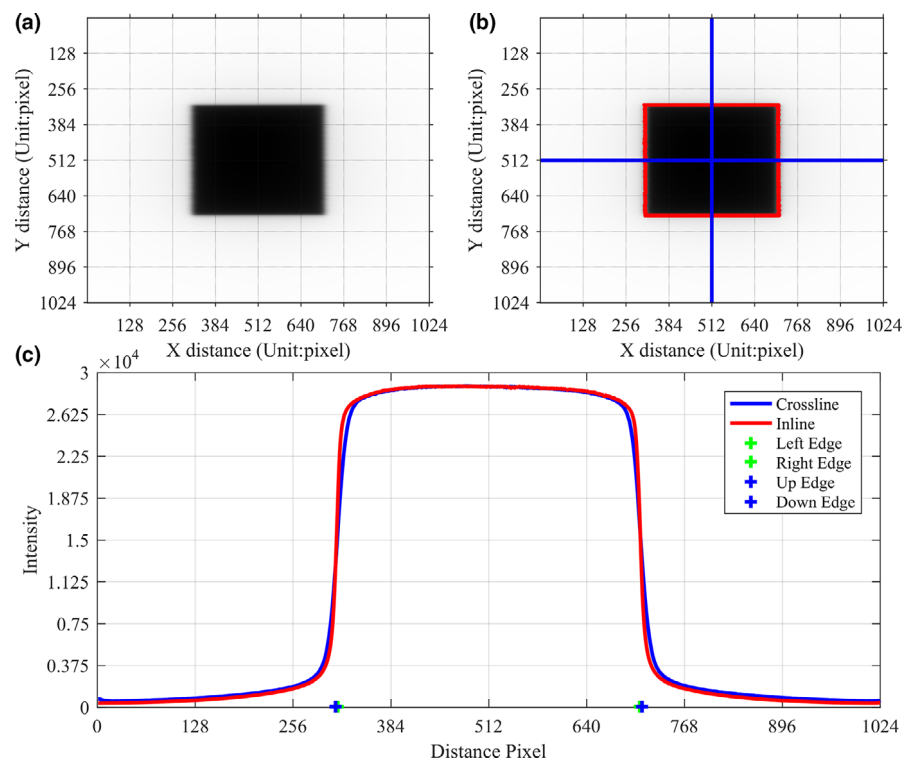 (a)
128
256
384
512
640
768
896
1024
Y distance (Unit:pixel)
128 256 384 512 640 768 896 1024
X distance (Unit:pixel)
(b)
128
256
384
512
640
768
896
1024
Y distance (Unit:pixel)
128 256 384 512 640 768 896 1024
X distance (Unit:pixel)
(c)
×10^4
3
2.625
2.25
1.875
1.5
1.125
0.75
0.375
0
Intensity
0 128 256 384 512 640 768 896 1024
Distance Pixel
Crossline
Inline
Left Edge
Right Edge
Up Edge
Down Edge